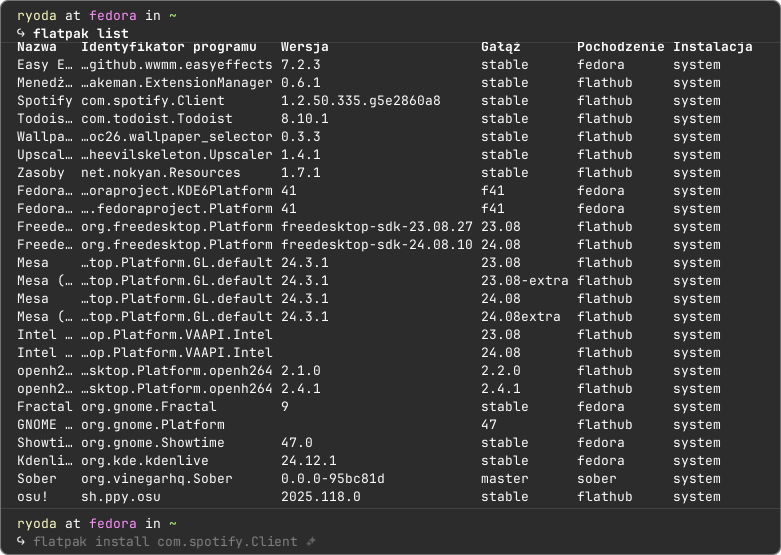 ryoda at fedora in ~
↪ flatpak list
Nazwa Identyfikator programu Wersja Gałąź Pochodzenie Instalacja
Easy E… …github.wwmm.easyeffects 7.2.3 stable fedora system
Menedż… …akeman.ExtensionManager 0.6.1 stable flathub system
Spotify com.spotify.Client 1.2.50.335.g5e2860a8 stable flathub system
Todois… com.todoist.Todoist 8.10.1 stable flathub system
Wallpa… …oc26.wallpaper_selector 0.3.3 stable flathub system
Upscal… …heevilskeleton.Upscaler 1.4.1 stable flathub system
Zasoby net.nokyan.Resources 1.7.1 stable flathub system
Fedora… …oraproject.KDE6Platform 41 f41 fedora system
Fedora… ….fedoraproject.Platform 41 f41 fedora system
Freede… org.freedesktop.Platform freedesktop-sdk-23.08.27 23.08 flathub system
Freede… org.freedesktop.Platform freedesktop-sdk-24.08.10 24.08 flathub system
Mesa …top.Platform.GL.default 24.3.1 23.08 flathub system
Mesa (… …top.Platform.GL.default 24.3.1 23.08-extra flathub system
Mesa …top.Platform.GL.default 24.3.1 24.08 flathub system
Mesa (… …top.Platform.GL.default 24.3.1 24.08extra flathub system
Intel … …op.Platform.VAAPI.Intel 23.08 flathub system
Intel … …op.Platform.VAAPI.Intel 24.08 flathub system
openh2… …sktop.Platform.openh264 2.1.0 2.2.0 flathub system
openh2… …sktop.Platform.openh264 2.4.1 2.4.1 flathub system
Fractal org.gnome.Fractal 9 stable fedora system
GNOME … org.gnome.Platform 47 flathub system
Showti… org.gnome.Showtime 47.0 stable fedora system
Kdenli… org.kde.kdenlive 24.12.1 stable fedora system
Sober org.vinegarhq.Sober 0.0.0-95bc81d master sober system
osu! sh.ppy.osu 2025.118.0 stable flathub system
ryoda at fedora in ~
↪ flatpak install com.spotify.Client